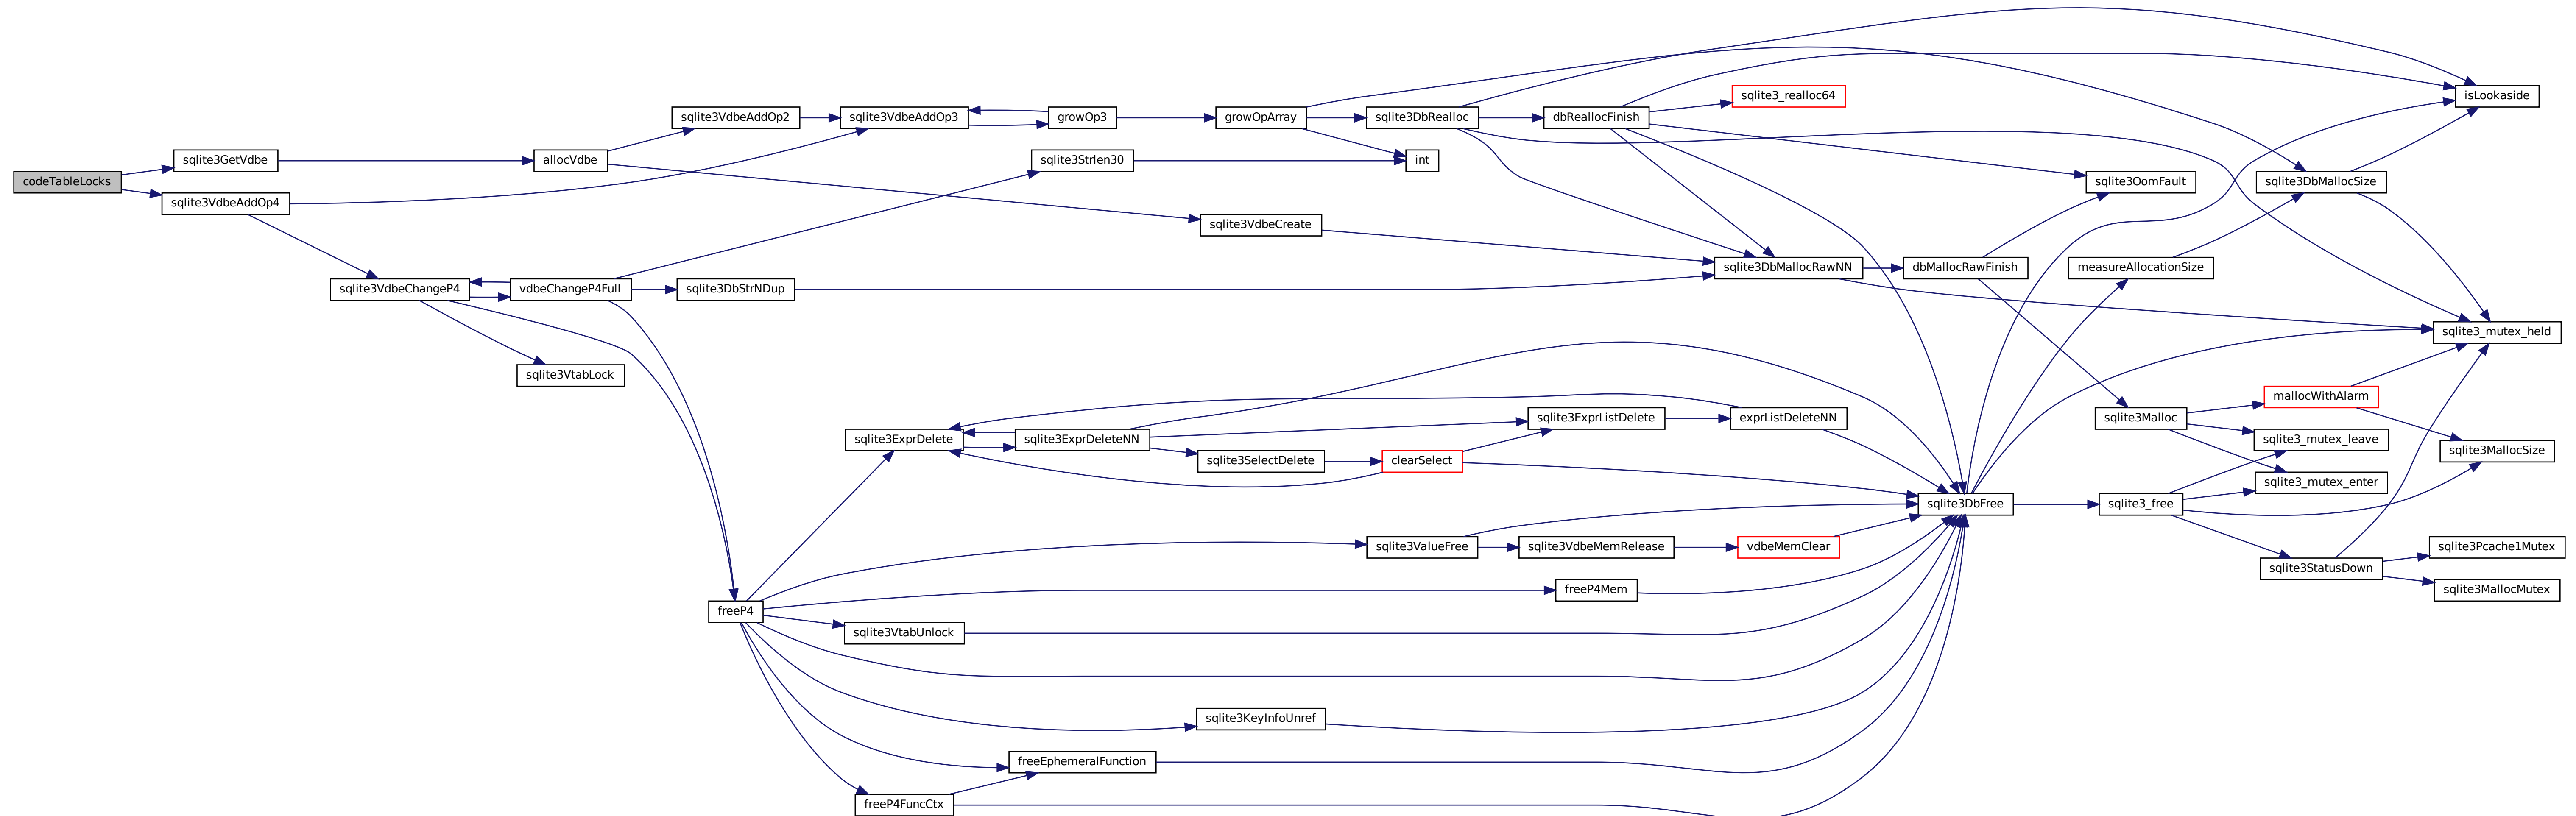 codeTableLocks
sqlite3GetVdbe
sqlite3VdbeAddOp4
allocVdbe
sqlite3VdbeAddOp2
sqlite3VdbeAddOp3
growOp3
growOpArray
sqlite3DbRealloc
dbReallocFinish
sqlite3_realloc64
isLookaside
sqlite3Strlen30
int
sqlite3OomFault
sqlite3DbMallocSize
sqlite3VdbeCreate
sqlite3DbMallocRawNN
dbMallocRawFinish
measureAllocationSize
sqlite3VdbeChangeP4
vdbeChangeP4Full
sqlite3DbStrNDup
sqlite3_mutex_held
sqlite3VtabLock
mallocWithAlarm
sqlite3Malloc
sqlite3_mutex_leave
sqlite3MallocSize
sqlite3_mutex_enter
sqlite3ExprDelete
sqlite3ExprDeleteNN
sqlite3ExprListDelete
exprListDeleteNN
sqlite3SelectDelete
clearSelect
sqlite3DbFree
sqlite3_free
sqlite3ValueFree
sqlite3VdbeMemRelease
vdbeMemClear
sqlite3StatusDown
sqlite3Pcache1Mutex
sqlite3MallocMutex
freeP4Mem
freeP4
sqlite3VtabUnlock
sqlite3KeyInfoUnref
freeEphemeralFunction
freeP4FuncCtx